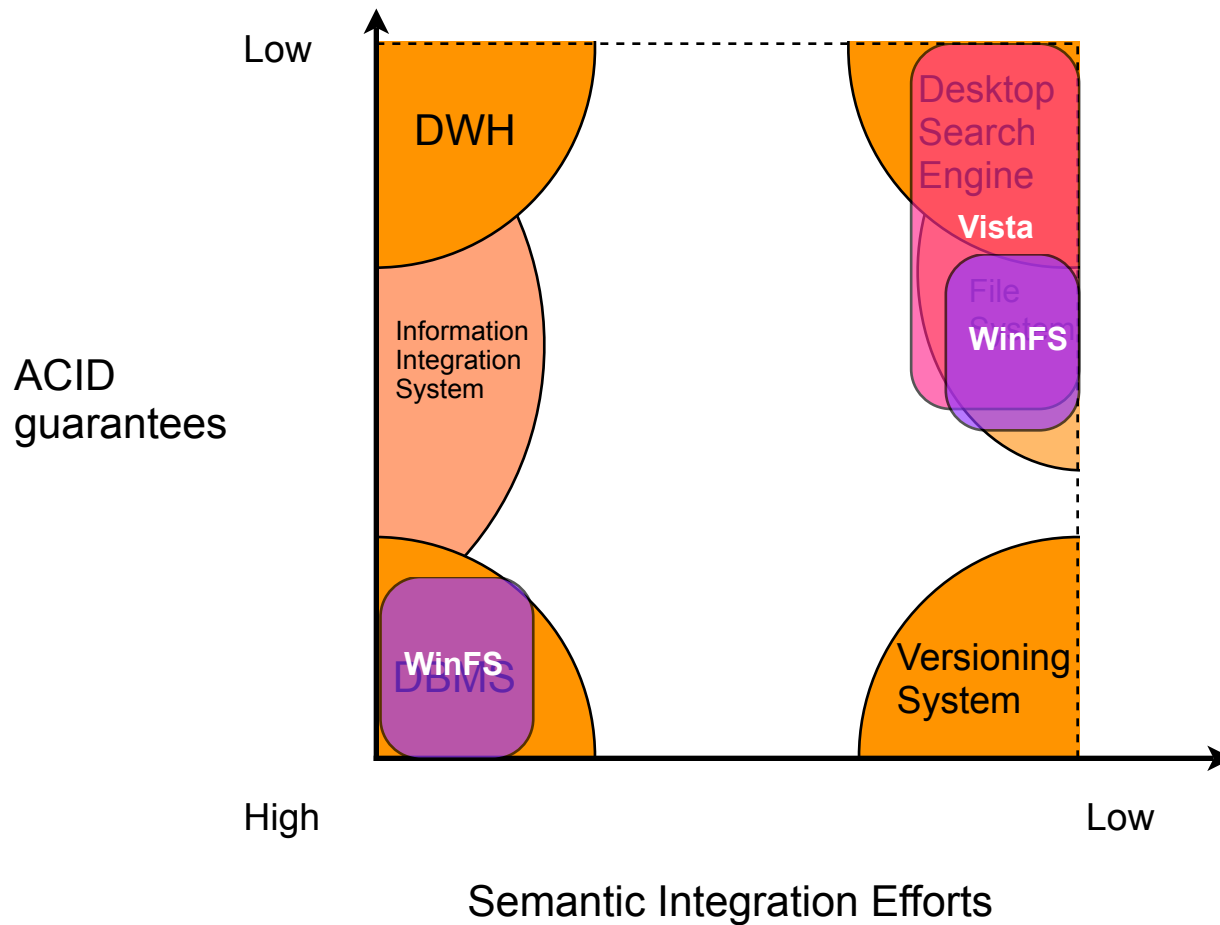 Low
DWH
Desktop
Search
Engine
Vista
File
System
WinFS
Information
Integration
System
ACID
guarantees
WinFS
DBMS
Versioning
System
High
Low
Semantic Integration Efforts